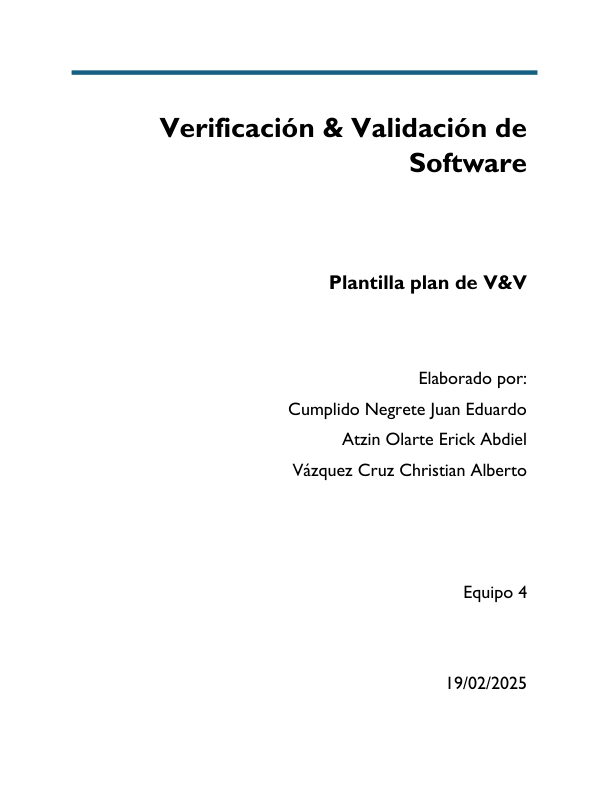 Verificación & Validación de
Software
Plantilla plan de V&V
Elaborado por:
Cumplido Negrete Juan Eduardo
Atzin Olarte Erick Abdiel
Vázquez Cruz Christian Alberto
Equipo 4
19/02/2025